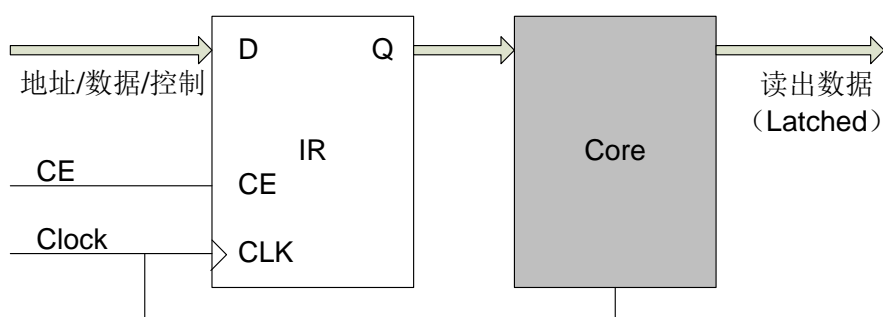 D
Q
地址/数据/控制
读出数据
（Latched）
IR
Core
CE
CE
Clock
CLK